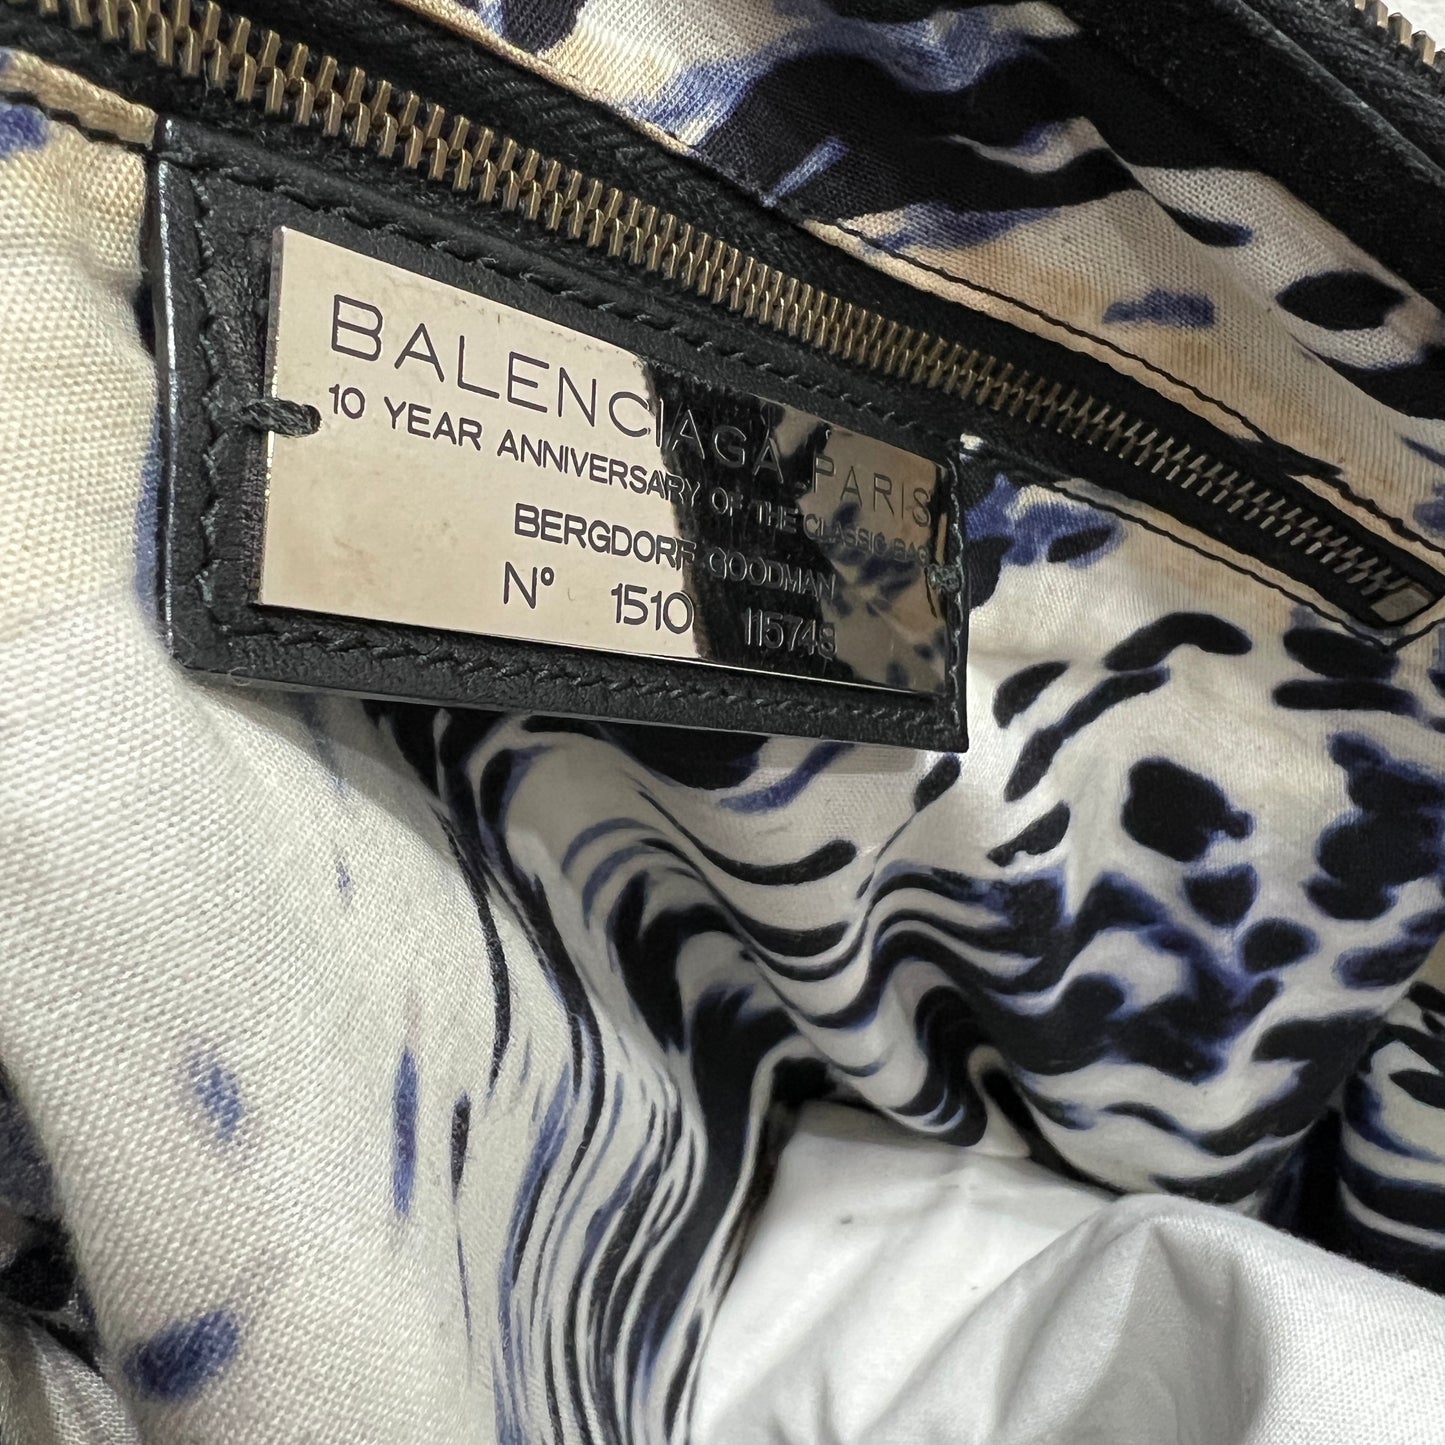 BALENCIAGA PARIS
10 YEAR ANNIVERSARY OF THE CLASSIC BAG
BERGDORF GOODMAN
N° 1510 115748